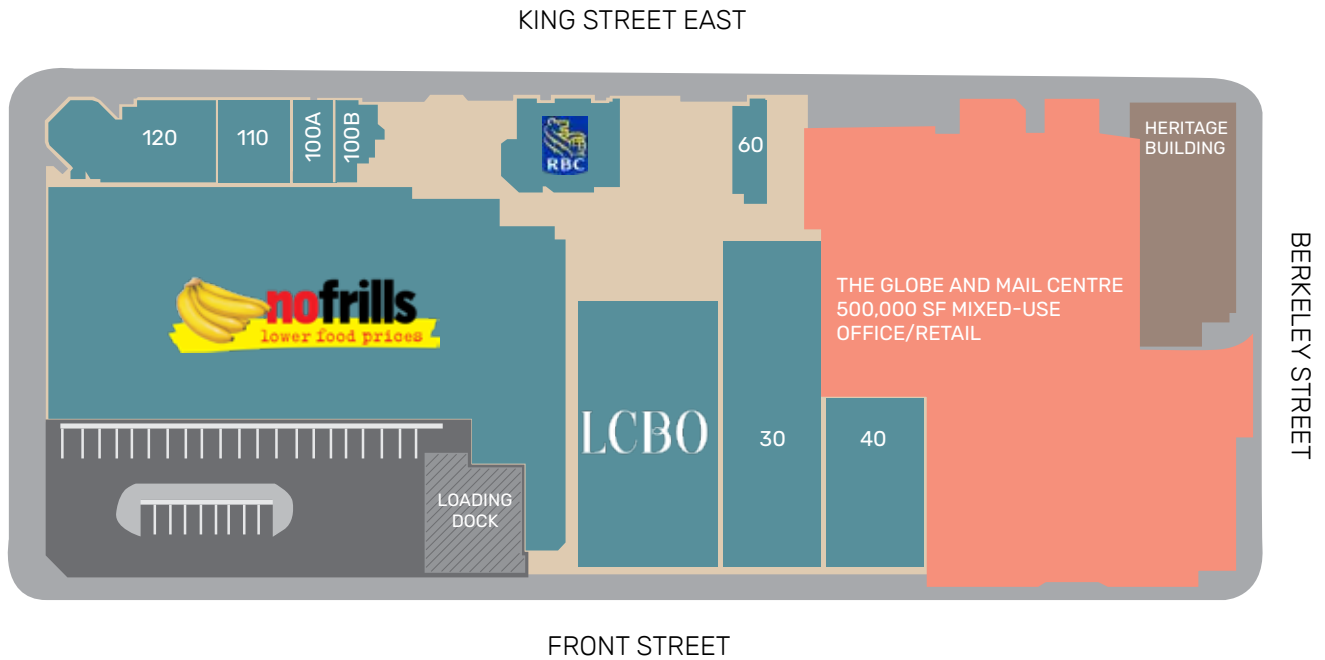 KING STREET EAST
120
110
100A
100B
RBC
60
HERITAGE
BUILDING
BERKELEY STREET
nofrills
lower food prices
THE GLOBE AND MAIL CENTRE
500,000 SF MIXED-USE
OFFICE/RETAIL
LCBO
30
40
LOADING
DOCK
FRONT STREET